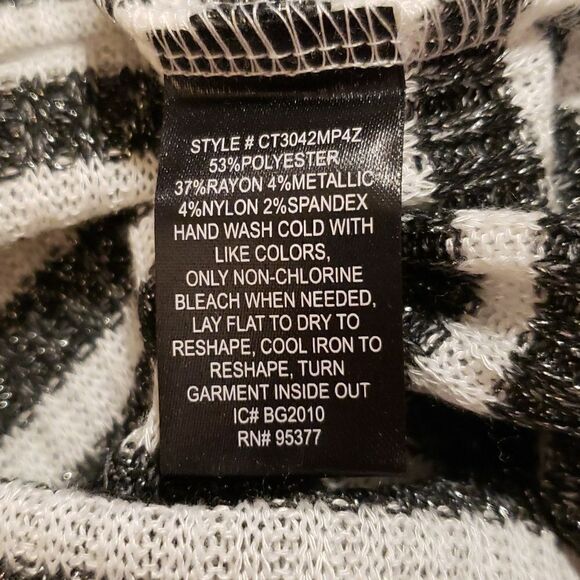 STYLE # CT3042MP4Z
53%POLYESTER
37%RAYON 4%METALLIC
4%NYLON 2%SPANDEX
HAND WASH COLD WITH
LIKE COLORS,
ONLY NON-CHLORINE
BLEACH WHEN NEEDED,
LAY FLAT TO DRY TO
RESHAPE, COOL IRON TO
RESHAPE, TURN
GARMENT INSIDE OUT
IC# BG2010
RN# 95377